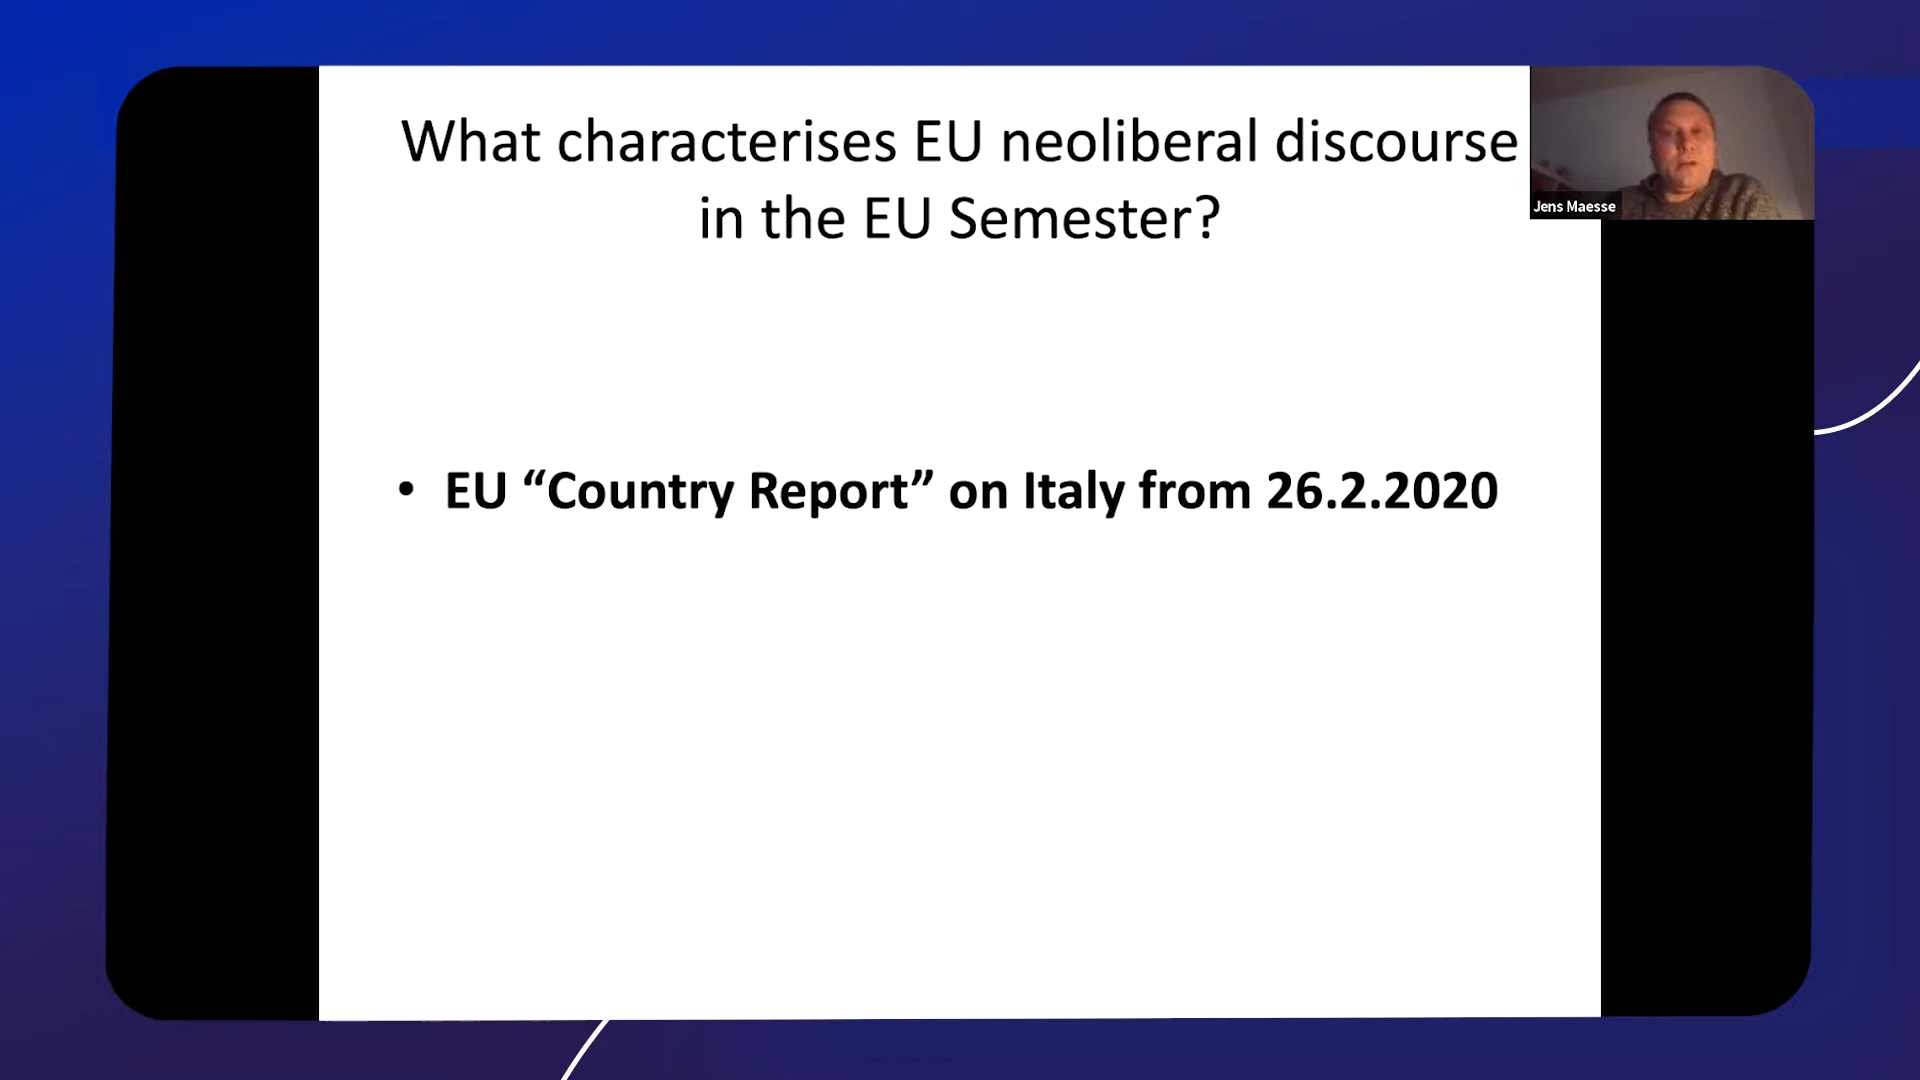 What characterises EU neoliberal discourse
in the EU Semester?
Jens Maesse
• EU “Country Report” on Italy from 26.2.2020